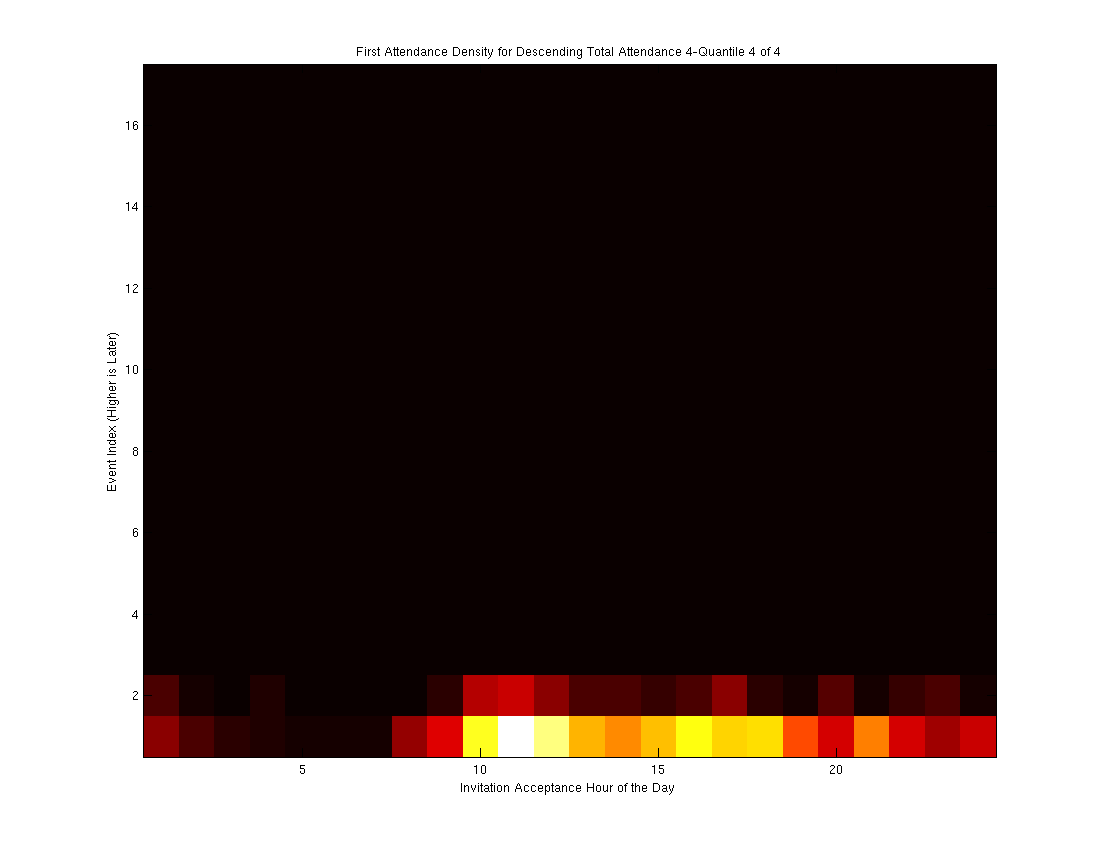 First Attendance Density for Descending Total Attendance 4-Quantile 4 of 4
16
14
12
10
8
6
4
2
Event Index (Higher is Later)
5 10 15 20
Invitation Acceptance Hour of the Day